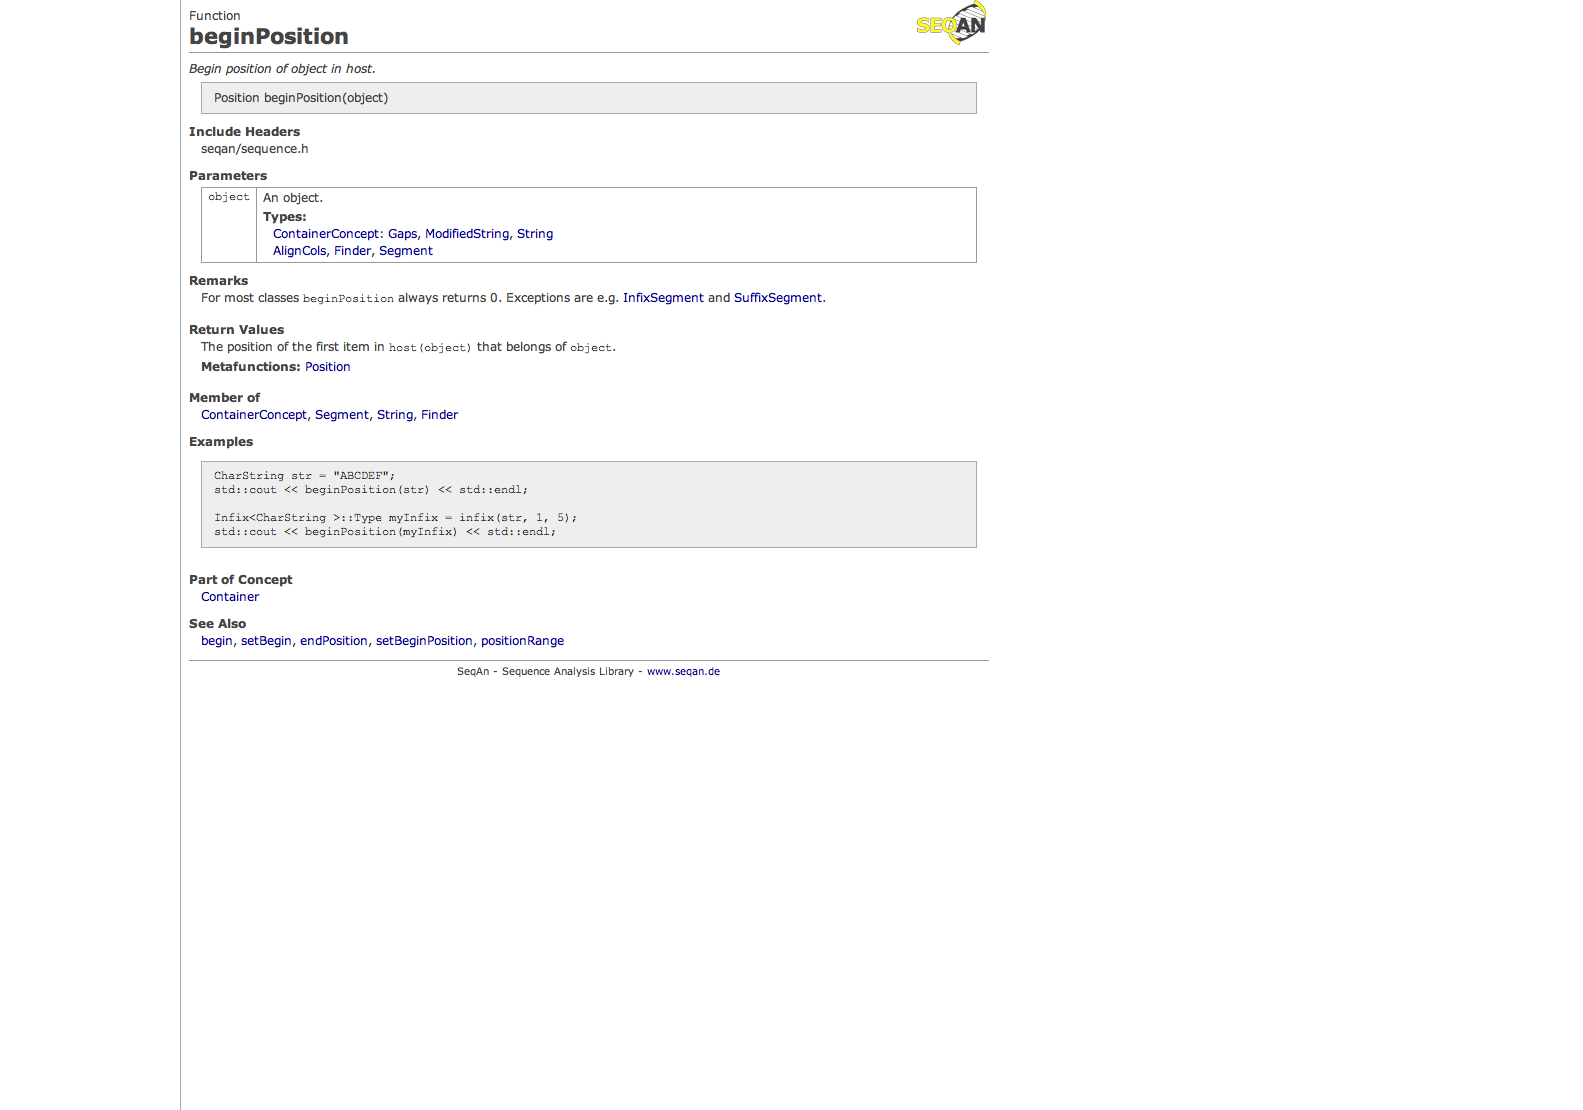 Function
beginPosition
SEQAN
Begin position of object in host.
Position beginPosition(object)
Include Headers
seqan/sequence.h
Parameters
object An object.
Types:
ContainerConcept: Gaps, ModifiedString, String
AlignCols, Finder, Segment
Remarks
For most classes beginPosition always returns 0. Exceptions are e.g. InfixSegment and SuffixSegment.
Return Values
The position of the first item in host(object) that belongs of object.
Metafunctions: Position
Member of
ContainerConcept, Segment, String, Finder
Examples
CharString str = "ABCDEF";
std::cout << beginPosition(str) << std::endl;
Infix<CharString >::Type myInfix = infix(str, 1, 5);
std::cout << beginPosition(myInfix) << std::endl;
Part of Concept
Container
See Also
begin, setBegin, endPosition, setBeginPosition, positionRange
SeqAn - Sequence Analysis Library - www.seqan.de